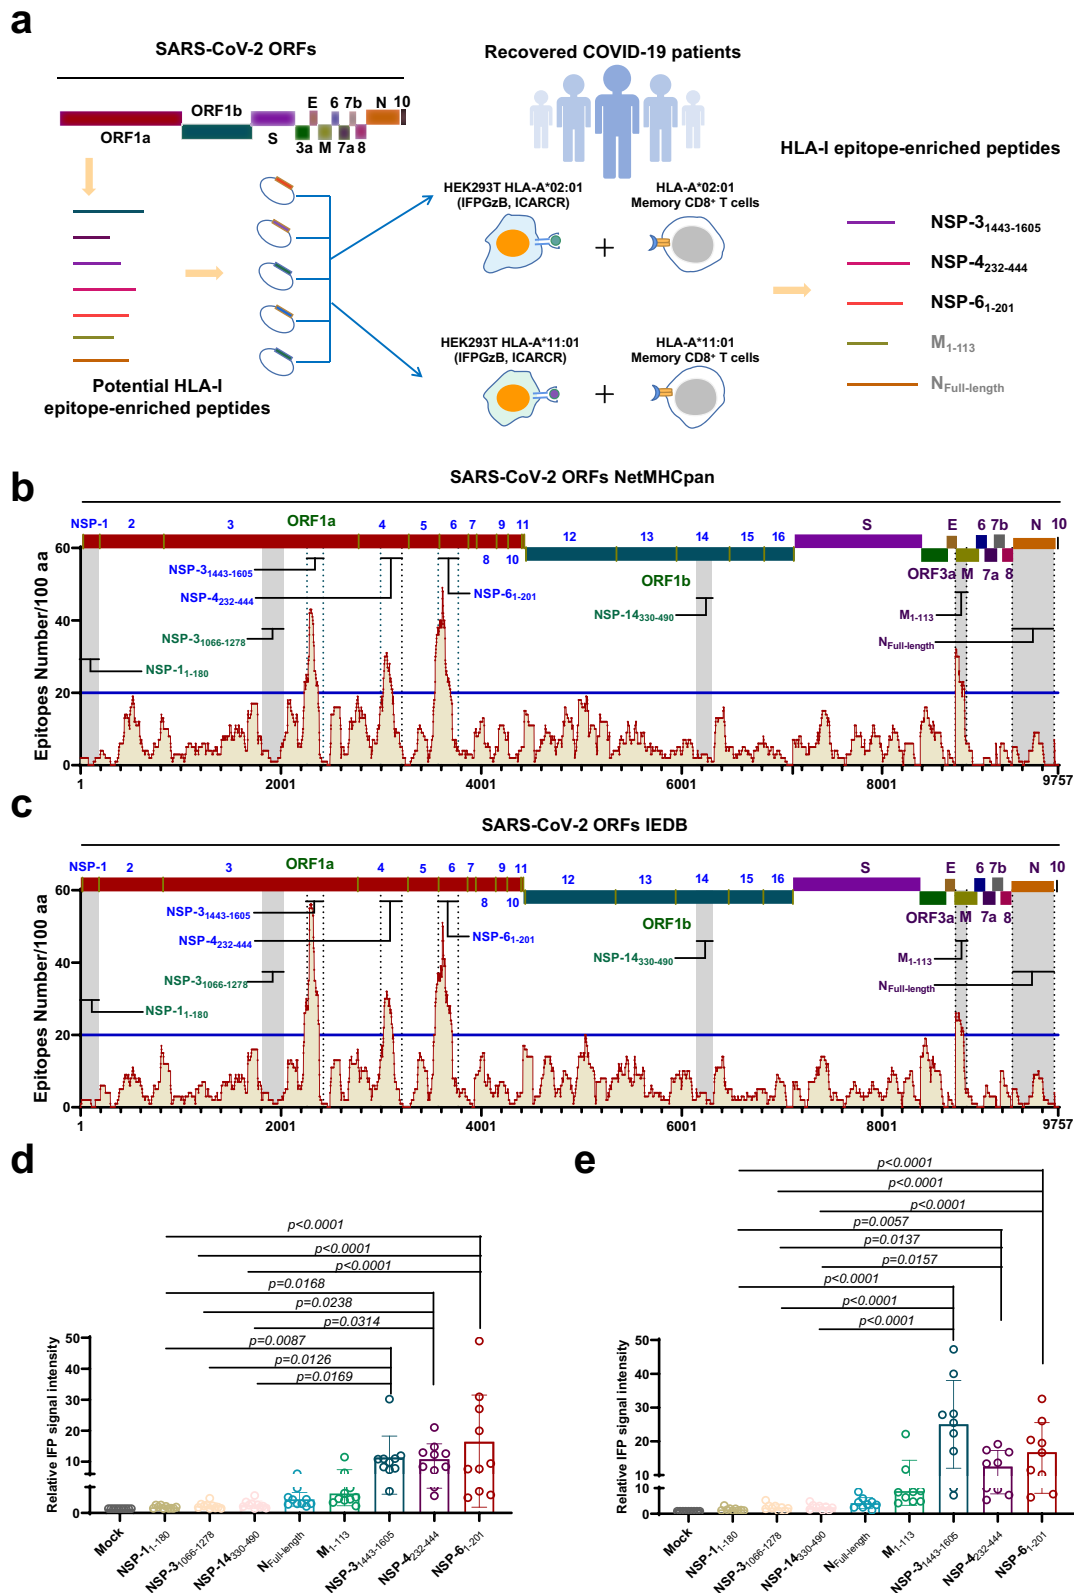 a
SARS-CoV-2 ORFs
ORF1a
ORF1b
S
E
3a
M
6
7b
7a
8
N
10
Potential HLA-I
epitope-enriched peptides
Recovered COVID-19 patients
HEK293T HLA-A*02:01
(IFPGzB, ICARCR)
+
HLA-A*02:01
Memory CD8+ T cells
HEK293T HLA-A*11:01
(IFPGzB, ICARCR)
+
HLA-A*11:01
Memory CD8+ T cells
HLA-I epitope-enriched peptides
NSP-31443-1605
NSP-4232-444
NSP-61-201
M1-113
NFull-length
b
SARS-CoV-2 ORFs NetMHCpan
NSP-1 2 3 ORF1a 4 5 6 7 8 9 10 11
12 13 14 15 16
ORF1b
S
E 6 7b N 10
ORF3a M 7a 8
NSP-31443-1605
NSP-4232-444
NSP-31066-1278
NSP-11-180
NSP-61-201
NSP-14330-490
M1-113
NFull-length
Epitopes Number/100 aa
60
40
20
0
1 2001 4001 6001 8001 9757
c
SARS-CoV-2 ORFs IEDB
NSP-1 2 3 ORF1a 4 5 6 7 8 9 10 11
12 13 14 15 16
ORF1b
S
E 6 7b N 10
ORF3a M 7a 8
NSP-31443-1605
NSP-4232-444
NSP-31066-1278
NSP-11-180
NSP-61-201
NSP-14330-490
M1-113
NFull-length
Epitopes Number/100 aa
60
40
20
0
1 2001 4001 6001 8001 9757
d
p<0.0001
p<0.0001
p<0.0001
p=0.0168
p=0.0238
p=0.0314
p=0.0087
p=0.0126
p=0.0169
Relative IFP signal intensity
50
40
30
20
10
10
0
Mock
NSP-11-180
NSP-31066-1278
NSP-14330-490
NFull-length
M1-113
NSP-31443-1605
NSP-4232-444
NSP-61-201
e
p<0.0001
p<0.0001
p<0.0001
p=0.0057
p=0.0137
p=0.0157
p<0.0001
p<0.0001
p<0.0001
Relative IFP signal intensity
50
40
30
20
10
10
0
Mock
NSP-11-180
NSP-31066-1278
NSP-14330-490
NFull-length
M1-113
NSP-31443-1605
NSP-4232-444
NSP-61-201